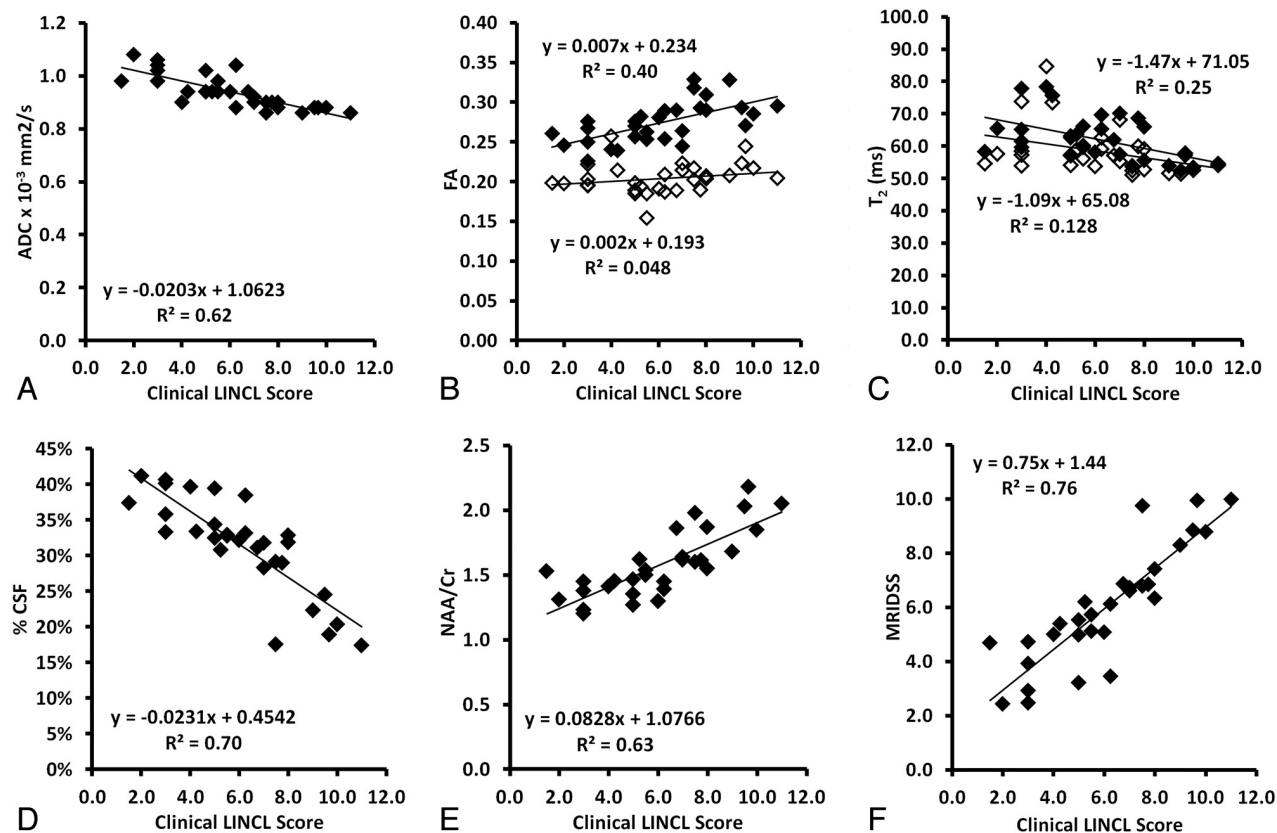 1.2
1.0
0.8
0.6
0.4
0.2
0.0
ADC x 10⁻³ mm2/s
y = -0.0203x + 1.0623
R² = 0.62
0.0 2.0 4.0 6.0 8.0 10.0 12.0
Clinical LINCL Score
A
0.40
0.35
0.30
0.25
0.20
0.15
0.10
0.05
0.00
FA
y = 0.007x + 0.234
R² = 0.40
y = 0.002x + 0.193
R² = 0.048
0.0 2.0 4.0 6.0 8.0 10.0 12.0
Clinical LINCL Score
B
100.0
90.0
80.0
70.0
60.0
50.0
40.0
30.0
20.0
10.0
0.0
T₂ (ms)
y = -1.47x + 71.05
R² = 0.25
y = -1.09x + 65.08
R² = 0.128
0.0 2.0 4.0 6.0 8.0 10.0 12.0
Clinical LINCL Score
C
45%
40%
35%
30%
25%
20%
15%
10%
5%
0%
% CSF
y = -0.0231x + 0.4542
R² = 0.70
0.0 2.0 4.0 6.0 8.0 10.0 12.0
Clinical LINCL Score
D
2.5
2.0
1.5
1.0
0.5
0.0
NAA/Cr
y = 0.0828x + 1.0766
R² = 0.63
0.0 2.0 4.0 6.0 8.0 10.0 12.0
Clinical LINCL Score
E
12.0
10.0
8.0
6.0
4.0
2.0
0.0
MRIDSS
y = 0.75x + 1.44
R² = 0.76
0.0 2.0 4.0 6.0 8.0 10.0 12.0
Clinical LINCL Score
F